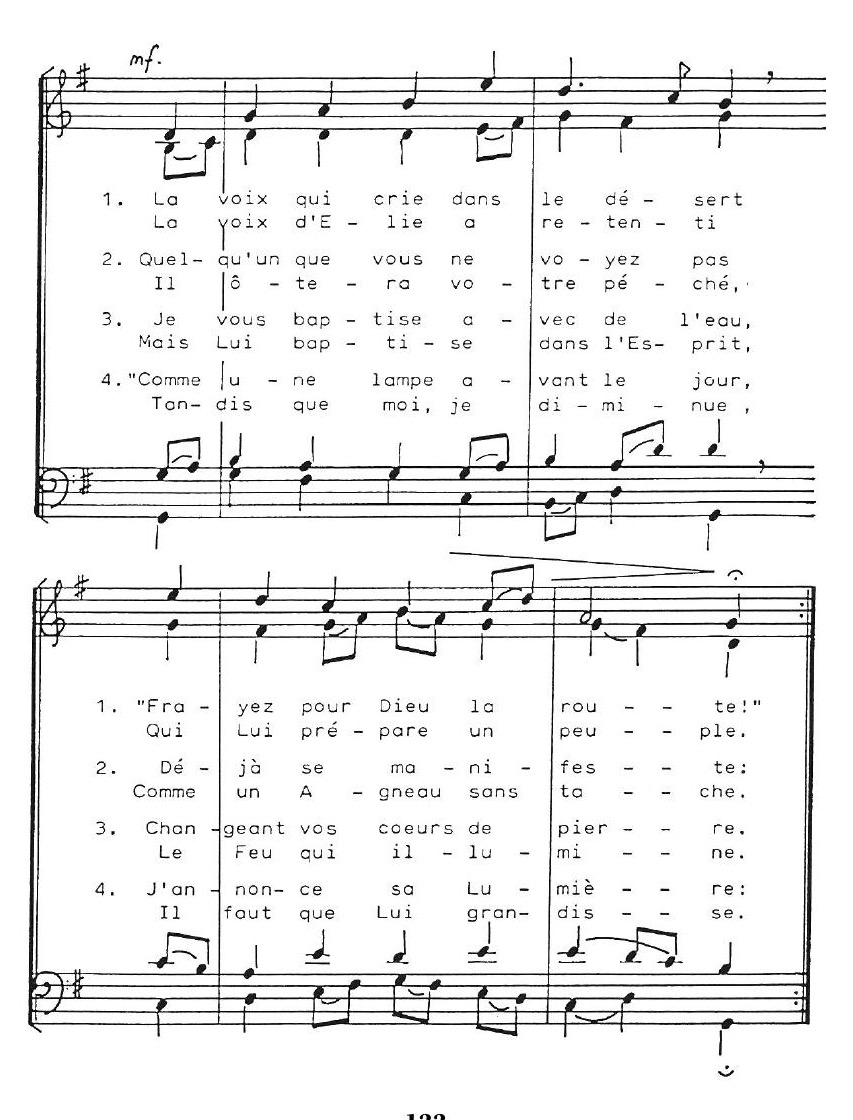 mf.
1. La voix qui crie dans le dé - sert
La voix d'E - lie a re - ten - ti
2. Quel- qu'un que vous ne vo - yez pas
Il ô - te - ra vo - tre pé - ché,
3. Je vous bap - tise a - vec de l'eau,
Mais Lui bap - ti - se dans l'Es- prit,
4. "Comme u - ne lampe a - vant le jour,
Tan- dis que moi, je di - mi - nue ,
1. "Fra - yez pour Dieu la rou - - te!"
Qui Lui pré - pare un peu - - ple.
2. Dé - jà se ma - ni - fes - - te:
Comme un A - gneau sans ta - - che.
3. Chan -geant vos coeurs de pier - - re.
Le Feu qui il - lu - mi - - ne.
4. J'an - non- ce sa Lu - miè - - re:
Il faut que Lui gran- dis - - se.